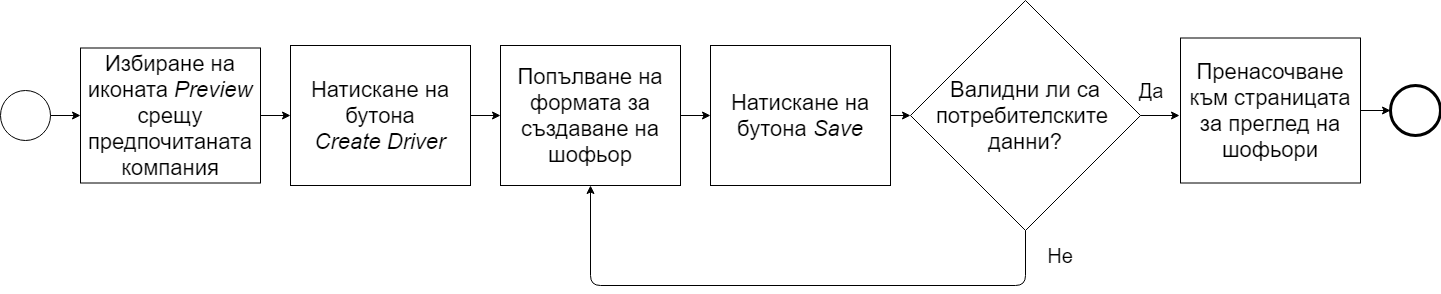 Избиране на
иконата Preview
срещу
предпочитаната
компания
Натискане на
бутона
Create Driver
Попълване на
формата за
създаване на
шофьор
Натискане на
бутона Save
Валидни ли са
потребителските
данни?
Да
Не
Пренасочване
към страницата
за преглед на
шофьори